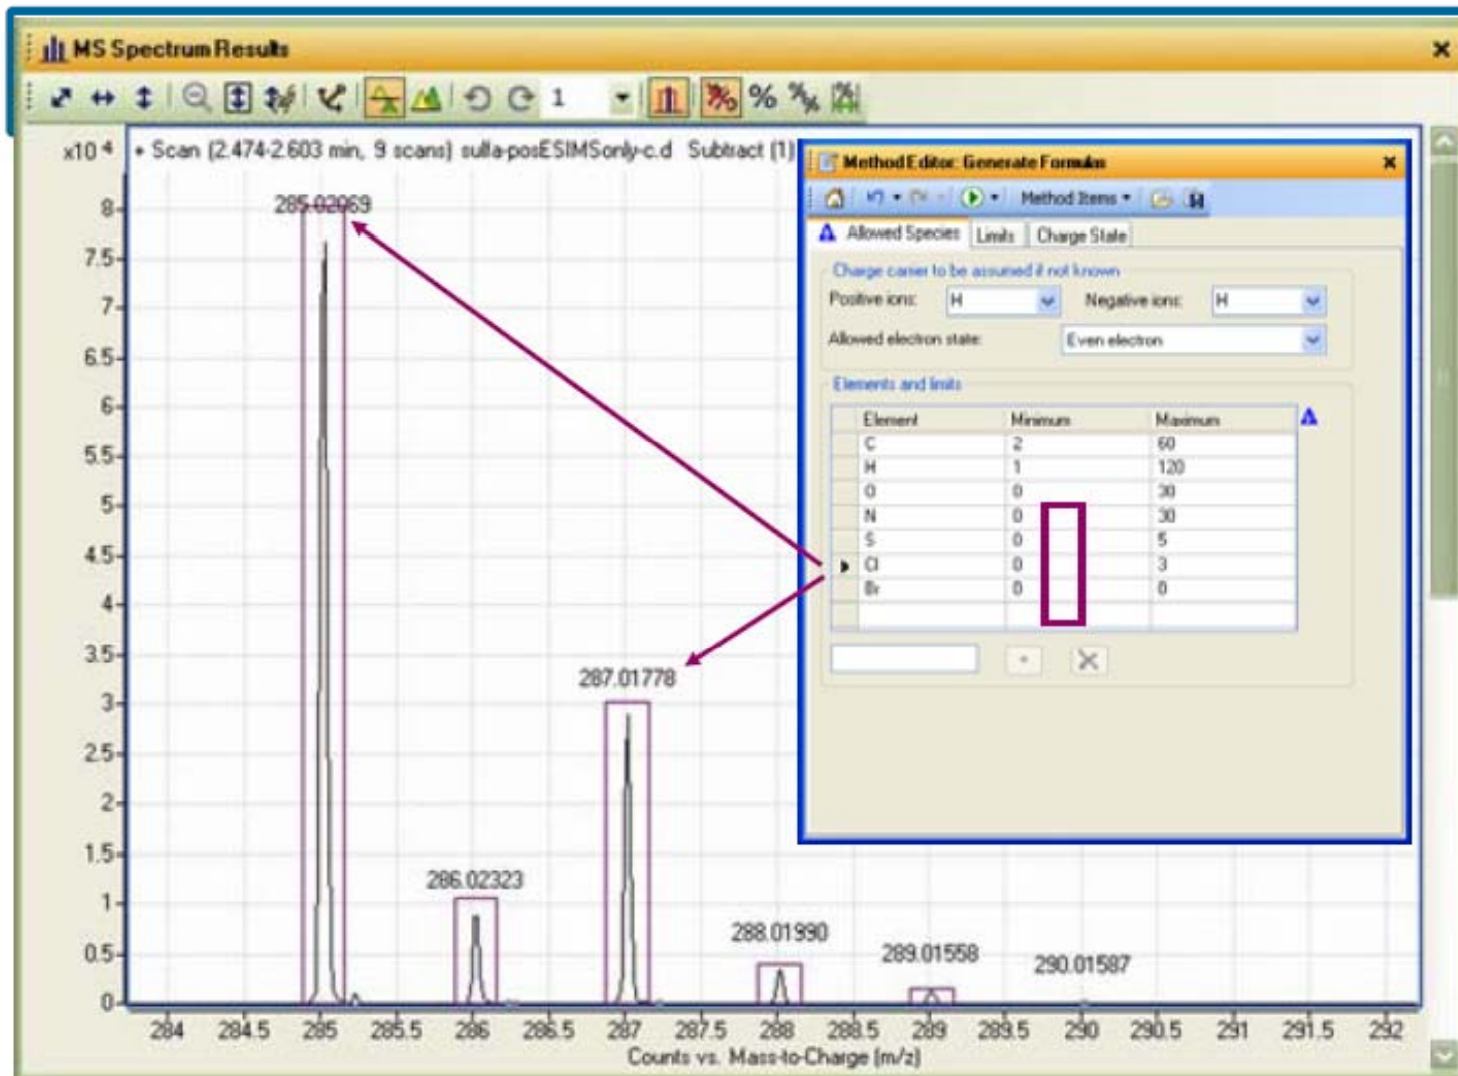 MS Spectrum Results
1
x10 4
+ Scan (2.474-2.603 min, 9 scans) sulfa-posESIMSonly-c.d Subtract (1)
8
7.5
7
6.5
6
5.5
5
4.5
4
3.5
3
2.5
2
1.5
1
0.5
0
285.02069
286.02323
287.01778
288.01990
289.01558
290.01587
284 284.5 285 285.5 286 286.5 287 287.5 288 288.5 289 289.5 290 290.5 291 291.5 292
Counts vs. Mass-to-Charge (m/z)
Method Editor: Generate Formulas
Method Items
Allowed Species Limits Charge State
Charge carrier to be assumed if not known
Positive ions: H Negative ions: H
Allowed electron state: Even electron
Elements and limits
Element Minimum Maximum
C 2 60
H 1 120
O 0 30
N 0 30
S 0 5
Cl 0 3
Br 0 0